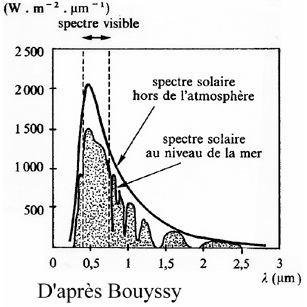 (W . m⁻² . µm⁻¹)
spectre visible
2 500
2 000
1 500
1 000
500
spectre solaire
hors de l'atmosphère
spectre solaire
au niveau de la mer
0 0,5 1 1,5 2 2,5 3
λ (µm)
D'après Bouyssy